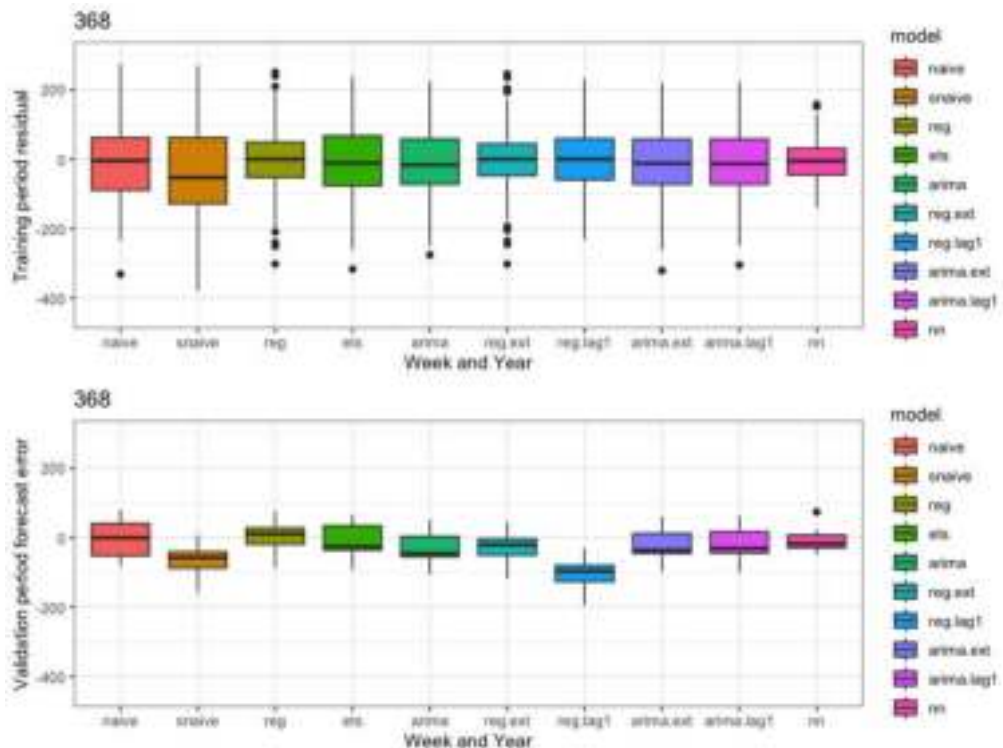 368
model
naive
snaive
reg
ets
arima
reg.ext
reg.lag1
arima.ext
arima.lag1
nn
Training period residual
200
0
-200
-400
naive snaive reg ets arima reg.ext reg.lag1 arima.ext arima.lag1 nn
Week and Year
368
model
naive
snaive
reg
ets
arima
reg.ext
reg.lag1
arima.ext
arima.lag1
nn
Validation period forecast error
200
0
-200
-400
naive snaive reg ets arima reg.ext reg.lag1 arima.ext arima.lag1 nn
Week and Year